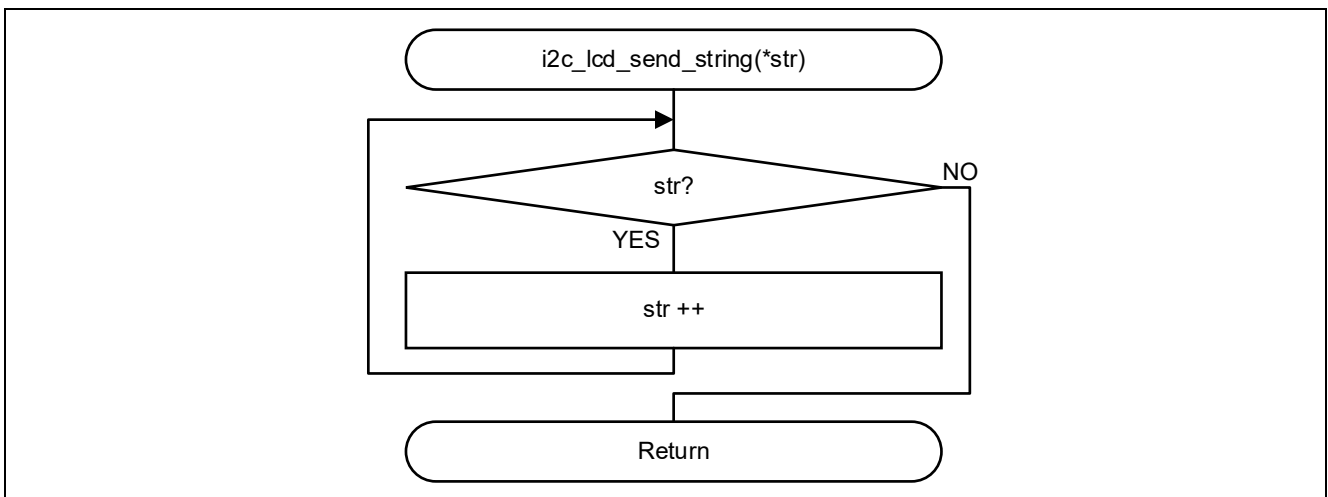 i2c_lcd_send_string(*str)
str?
NO
YES
str ++
Return